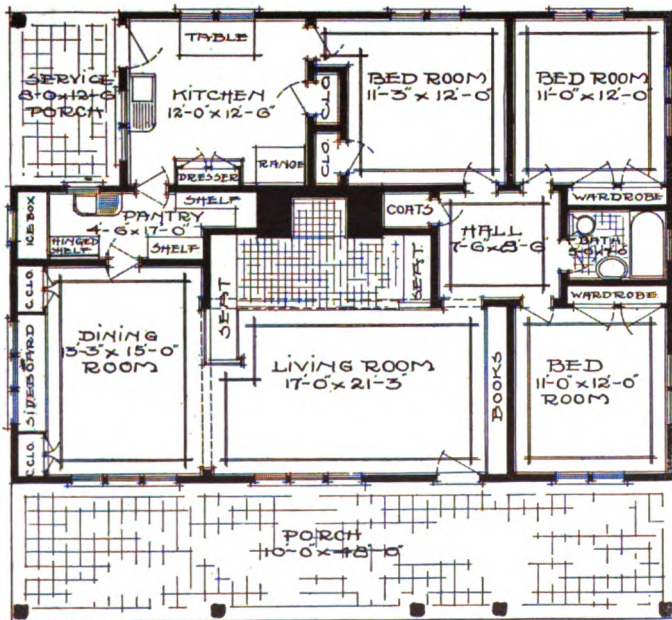 TABLE
SERVICE
8-0 x 12-6
PORCH
KITCHEN
12'-0" x 12'-6"
CLO.
CLO.
BED ROOM
11'-3" x 12'-0"
BED ROOM
11'-0" x 12'-0"
DRESSER
RANGE
ICE BOX
SHELF
PANTRY
4'-6 x 17'-0"
HINGED
SHELF
SHELF
COATS
HALL
7'-6 x 8'-6
WARDROBE
BATH
WARDROBE
C.CLO.
SIDEBOARD
C.CLO.
DINING
13'-3" x 15'-0"
ROOM
SEAT
SEAT
LIVING ROOM
17'-0" x 21'-3"
BOOKS
BED
11'-0" x 12'-0"
ROOM
PORCH
10'-0" x 48'-0"